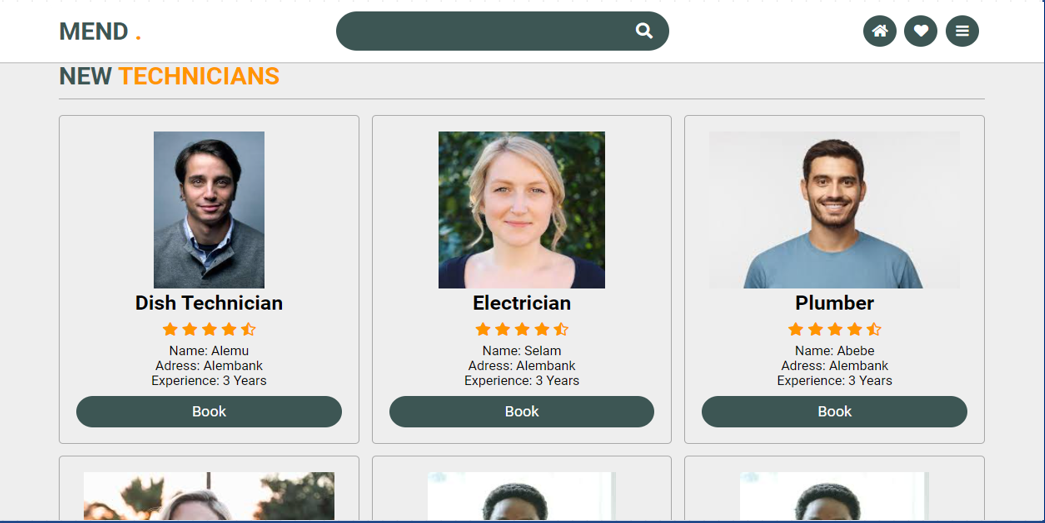 MEND .
NEW TECHNICIANS
Dish Technician
Name: Alemu
Adress: Alembank
Experience: 3 Years
Book
Electrician
Name: Selam
Adress: Alembank
Experience: 3 Years
Book
Plumber
Name: Abebe
Adress: Alembank
Experience: 3 Years
Book